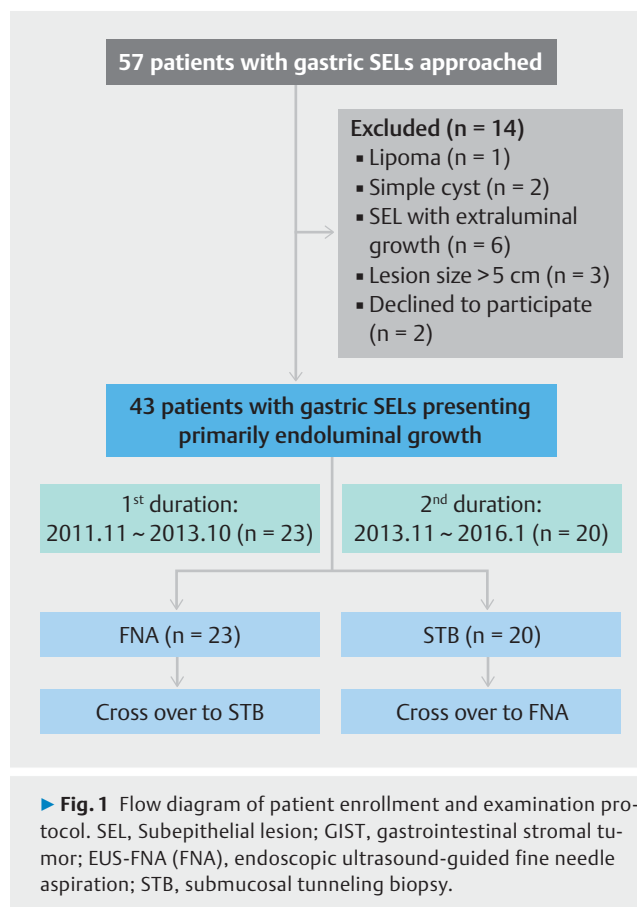 57 patients with gastric SELs approached
Excluded (n = 14)
▪ Lipoma (n = 1)
▪ Simple cyst (n = 2)
▪ SEL with extraluminal
growth (n = 6)
▪ Lesion size >5 cm (n = 3)
▪ Declined to participate
(n = 2)
43 patients with gastric SELs presenting
primarily endoluminal growth
1st duration:
2011.11 ~ 2013.10 (n = 23)
2nd duration:
2013.11 ~ 2016.1 (n = 20)
FNA (n = 23)
STB (n = 20)
Cross over to STB
Cross over to FNA
▶ Fig. 1 Flow diagram of patient enrollment and examination pro-
tocol. SEL, Subepithelial lesion; GIST, gastrointestinal stromal tu-
mor; EUS-FNA (FNA), endoscopic ultrasound-guided fine needle
aspiration; STB, submucosal tunneling biopsy.